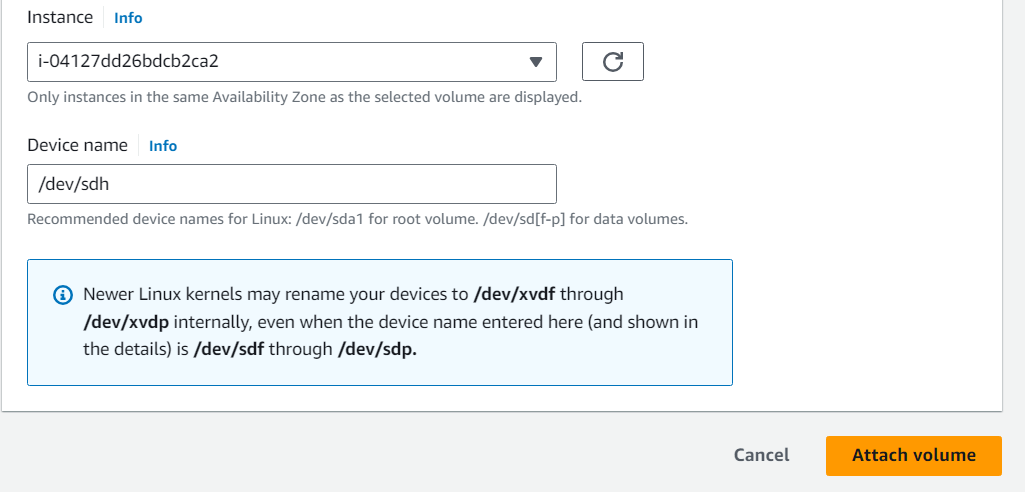 Instance Info
i-04127dd26bdcb2ca2
Only instances in the same Availability Zone as the selected volume are displayed.
Device name Info
/dev/sdh
Recommended device names for Linux: /dev/sda1 for root volume. /dev/sd[f-p] for data volumes.
Newer Linux kernels may rename your devices to /dev/xvdf through
/dev/xvdp internally, even when the device name entered here (and shown in
the details) is /dev/sdf through /dev/sdp.
Cancel Attach volume